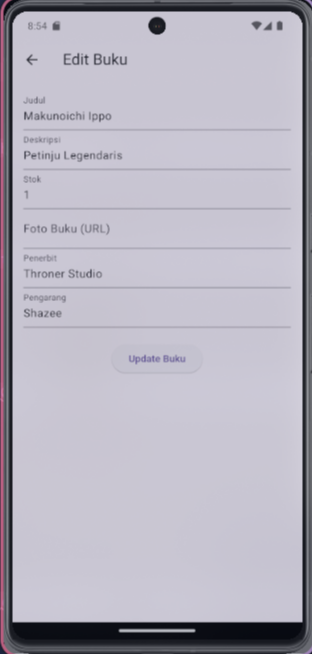 8:54
Edit Buku
Judul
Makunoichi Ippo
Deskripsi
Petinju Legendaris
Stok
1
Foto Buku (URL)
Penerbit
Throner Studio
Pengarang
Shazee
Update Buku